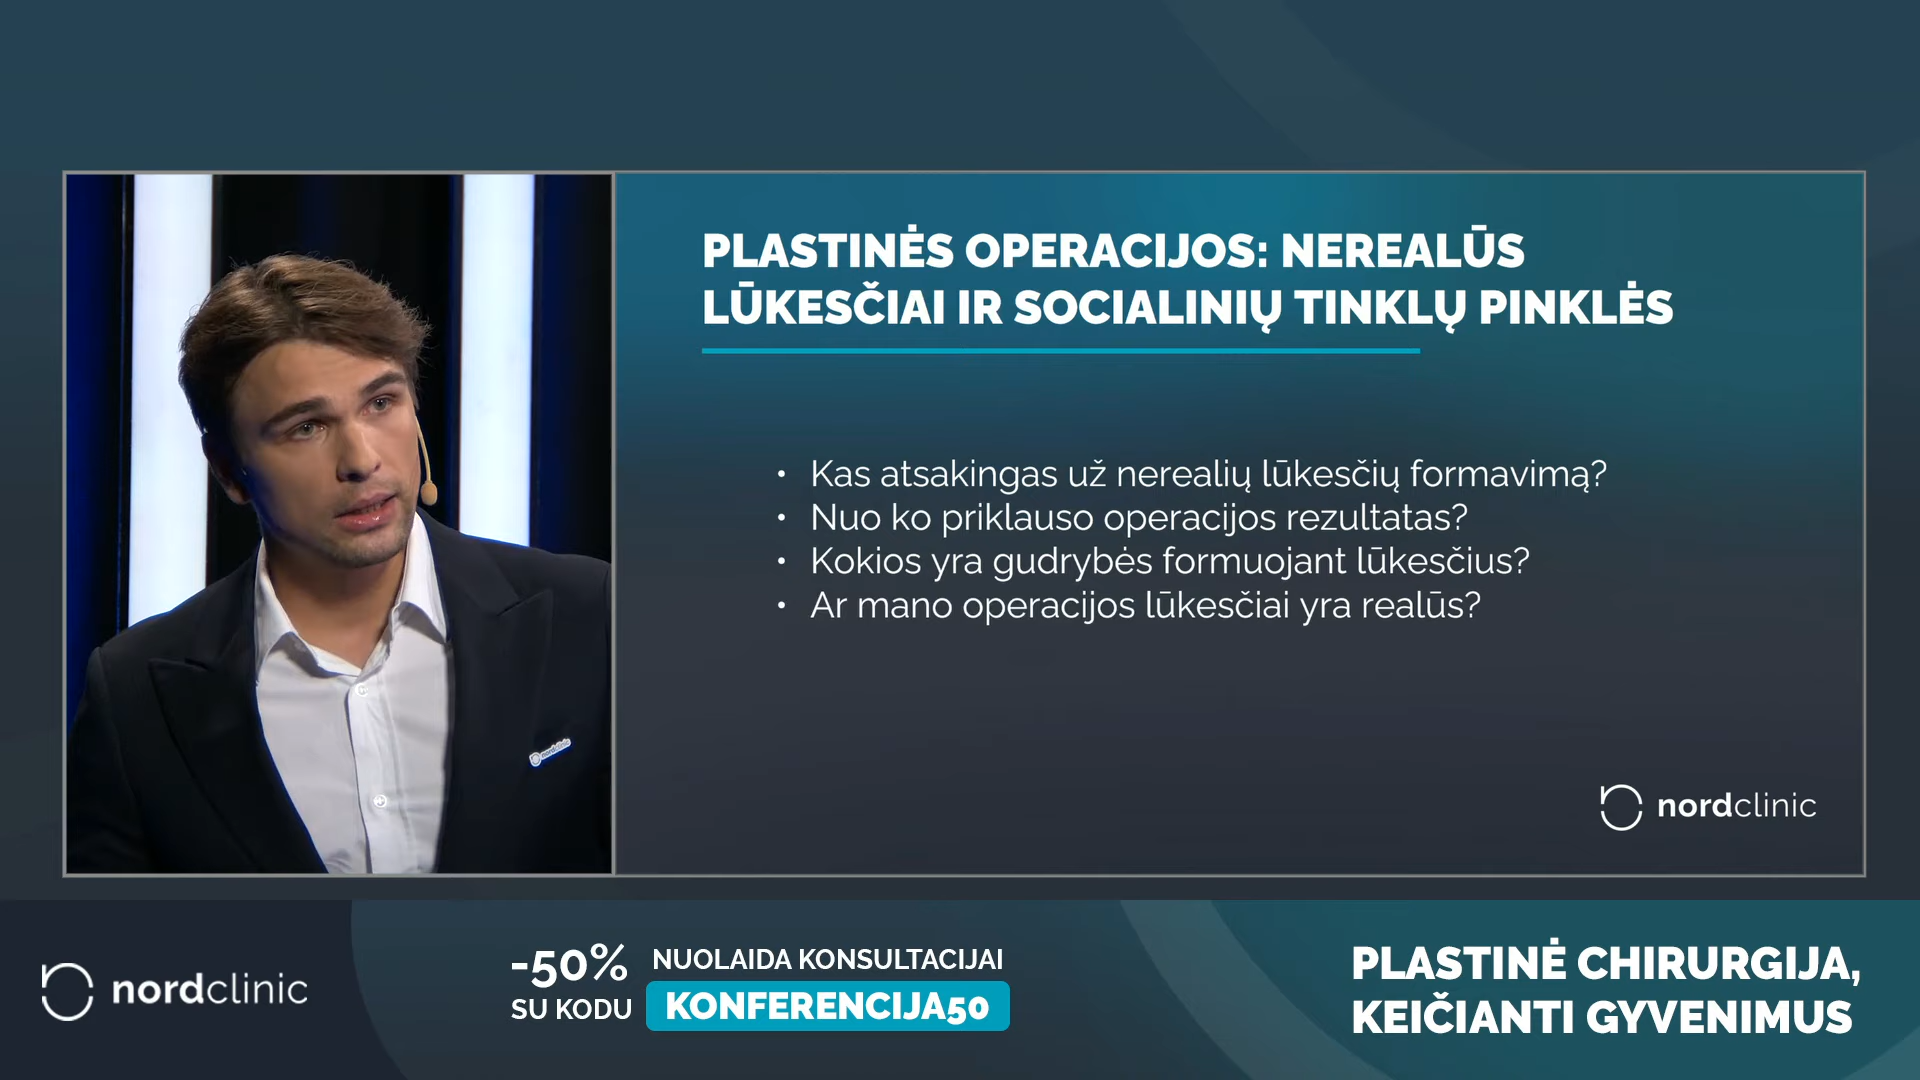 PLASTINĖS OPERACIJOS: NEREALŪS
LŪKESČIAI IR SOCIALINIŲ TINKLŲ PINKLĖS
• Kas atsakingas už nerealių lūkesčių formavimą?
• Nuo ko priklauso operacijos rezultatas?
• Kokios yra gudrybės formuojant lūkesčius?
• Ar mano operacijos lūkesčiai yra realūs?
nordclinic
nordclinic
nordclinic
-50% NUOLAIDA KONSULTACIJAI
SU KODU KONFERENCIJA50
PLASTINĖ CHIRURGIJA,
KEIČIANTI GYVENIMUS